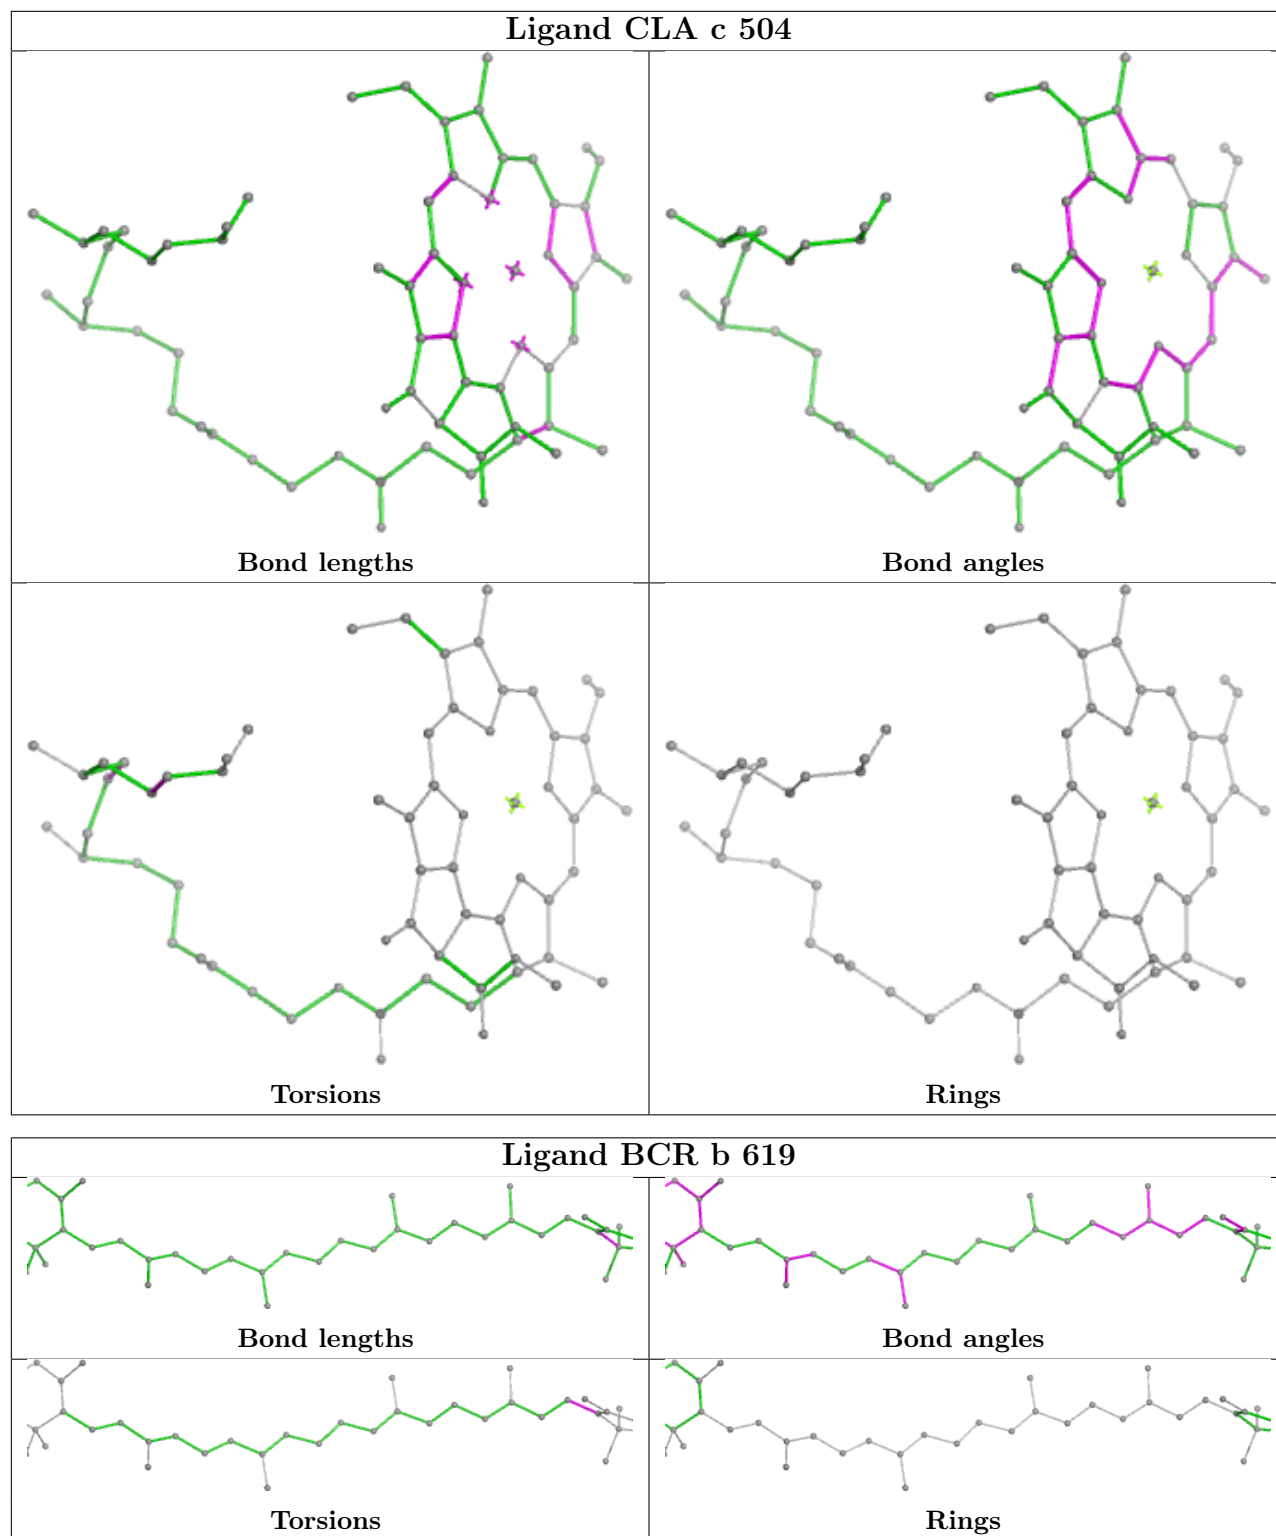 Ligand CLA c 504
Bond lengths
Bond angles
Torsions
Rings
Ligand BCR b 619
Bond lengths
Bond angles
Torsions
Rings